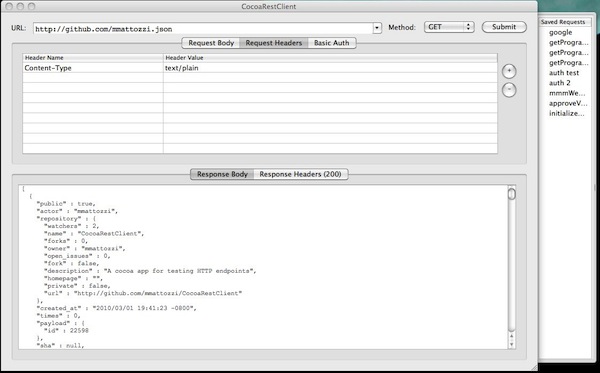 CocoaRestClient
URL: http://github.com/mmattozzi.json Method: GET Submit
Request Body Request Headers Basic Auth
Header Name Header Value
Content-Type text/plain
+
-
Response Body Response Headers (200)
[
{
"public" : true,
"actor" : "mmattozzi",
"repository" : {
"watchers" : 2,
"name" : "CocoaRestClient",
"forks" : 0,
"owner" : "mmattozzi",
"open_issues" : 0,
"fork" : false,
"description" : "A cocoa app for testing HTTP endpoints",
"homepage" : "",
"private" : false,
"url" : "http://github.com/mmattozzi/CocoaRestClient"
},
"created_at" : "2010/03/01 19:41:23 -0800",
"times" : 0,
"payload" : {
"id" : 22598
},
"sha" : null,
Saved Requests
google
getProgra...
getProgra...
getProgra...
auth test
auth 2
mmmWe...
approveV...
initialize...